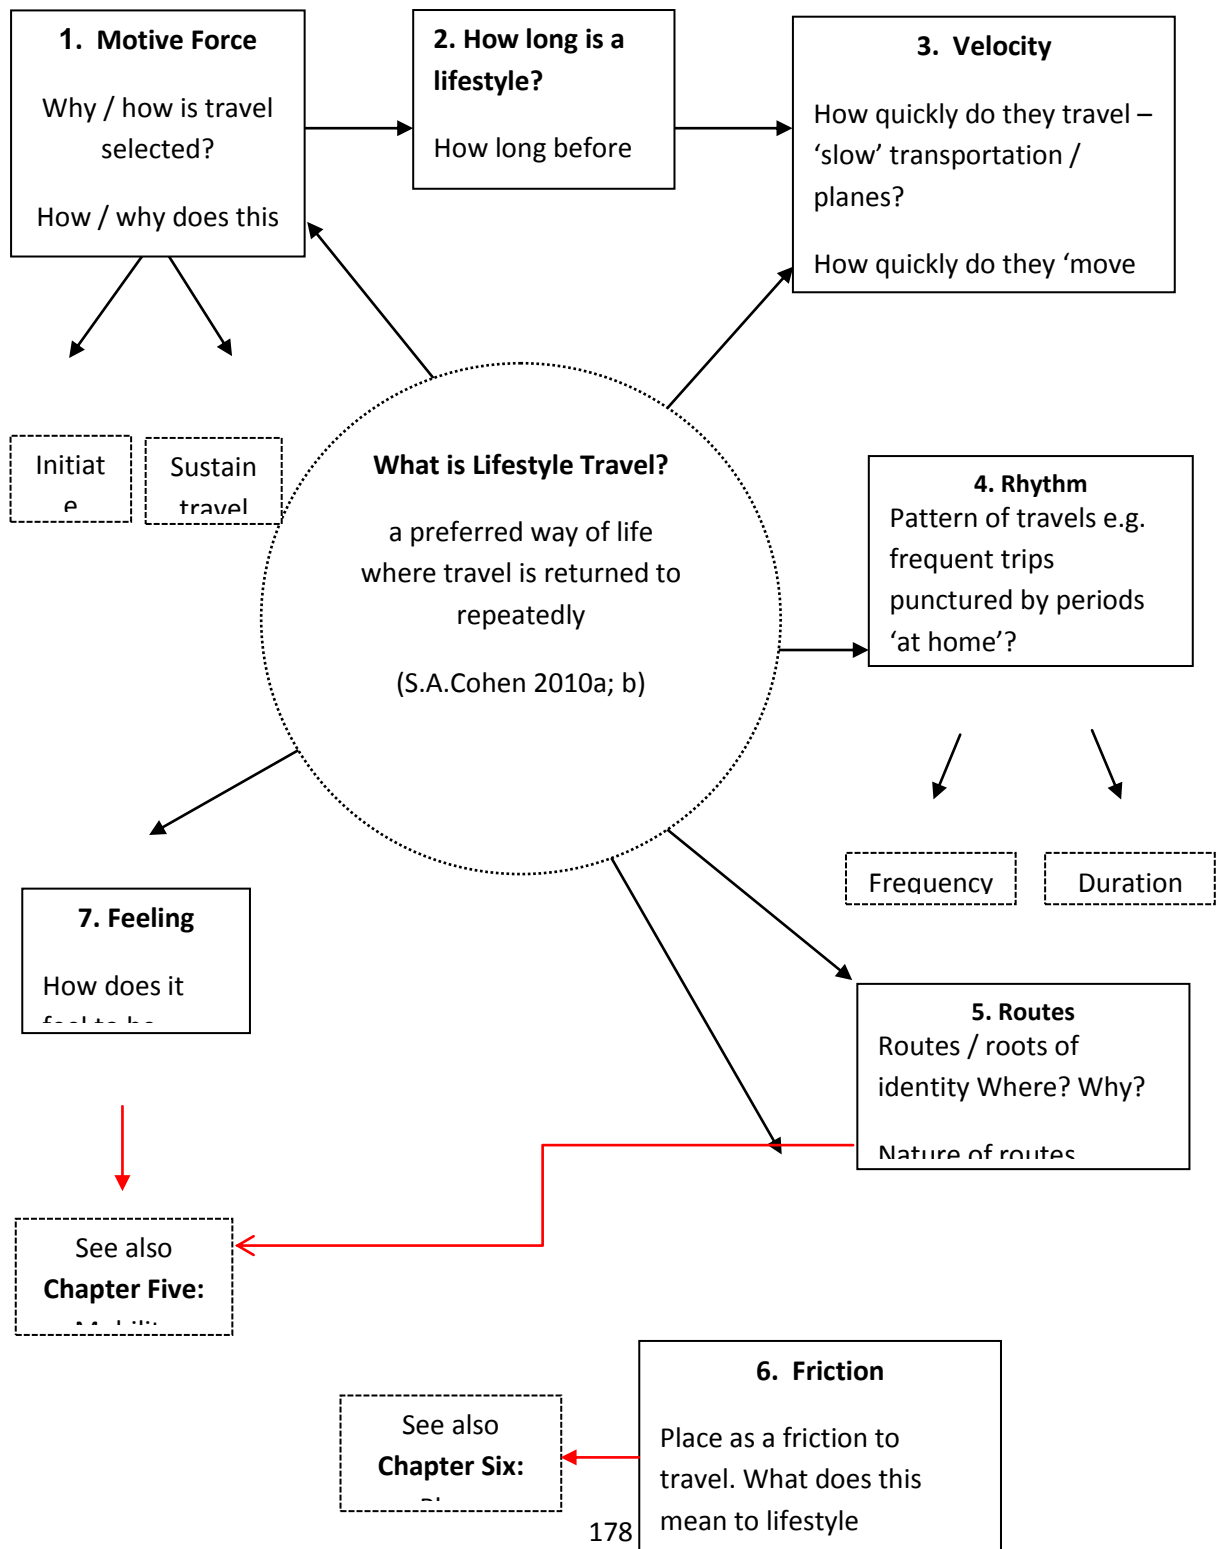 1. Motive Force
Why / how is travel
selected?
How / why does this
2. How long is a
lifestyle?
How long before
3. Velocity
How quickly do they travel –
‘slow’ transportation /
planes?
How quickly do they ‘move
Initiat
e
Sustain
travel
What is Lifestyle Travel?
a preferred way of life
where travel is returned to
repeatedly
(S.A.Cohen 2010a; b)
4. Rhythm
Pattern of travels e.g.
frequent trips
punctured by periods
‘at home’?
Frequency
Duration
7. Feeling
How does it
feel to be
5. Routes
Routes / roots of
identity Where? Why?
Nature of routes
See also
Chapter Five:
See also
Chapter Six:
6. Friction
Place as a friction to
travel. What does this
mean to lifestyle
178